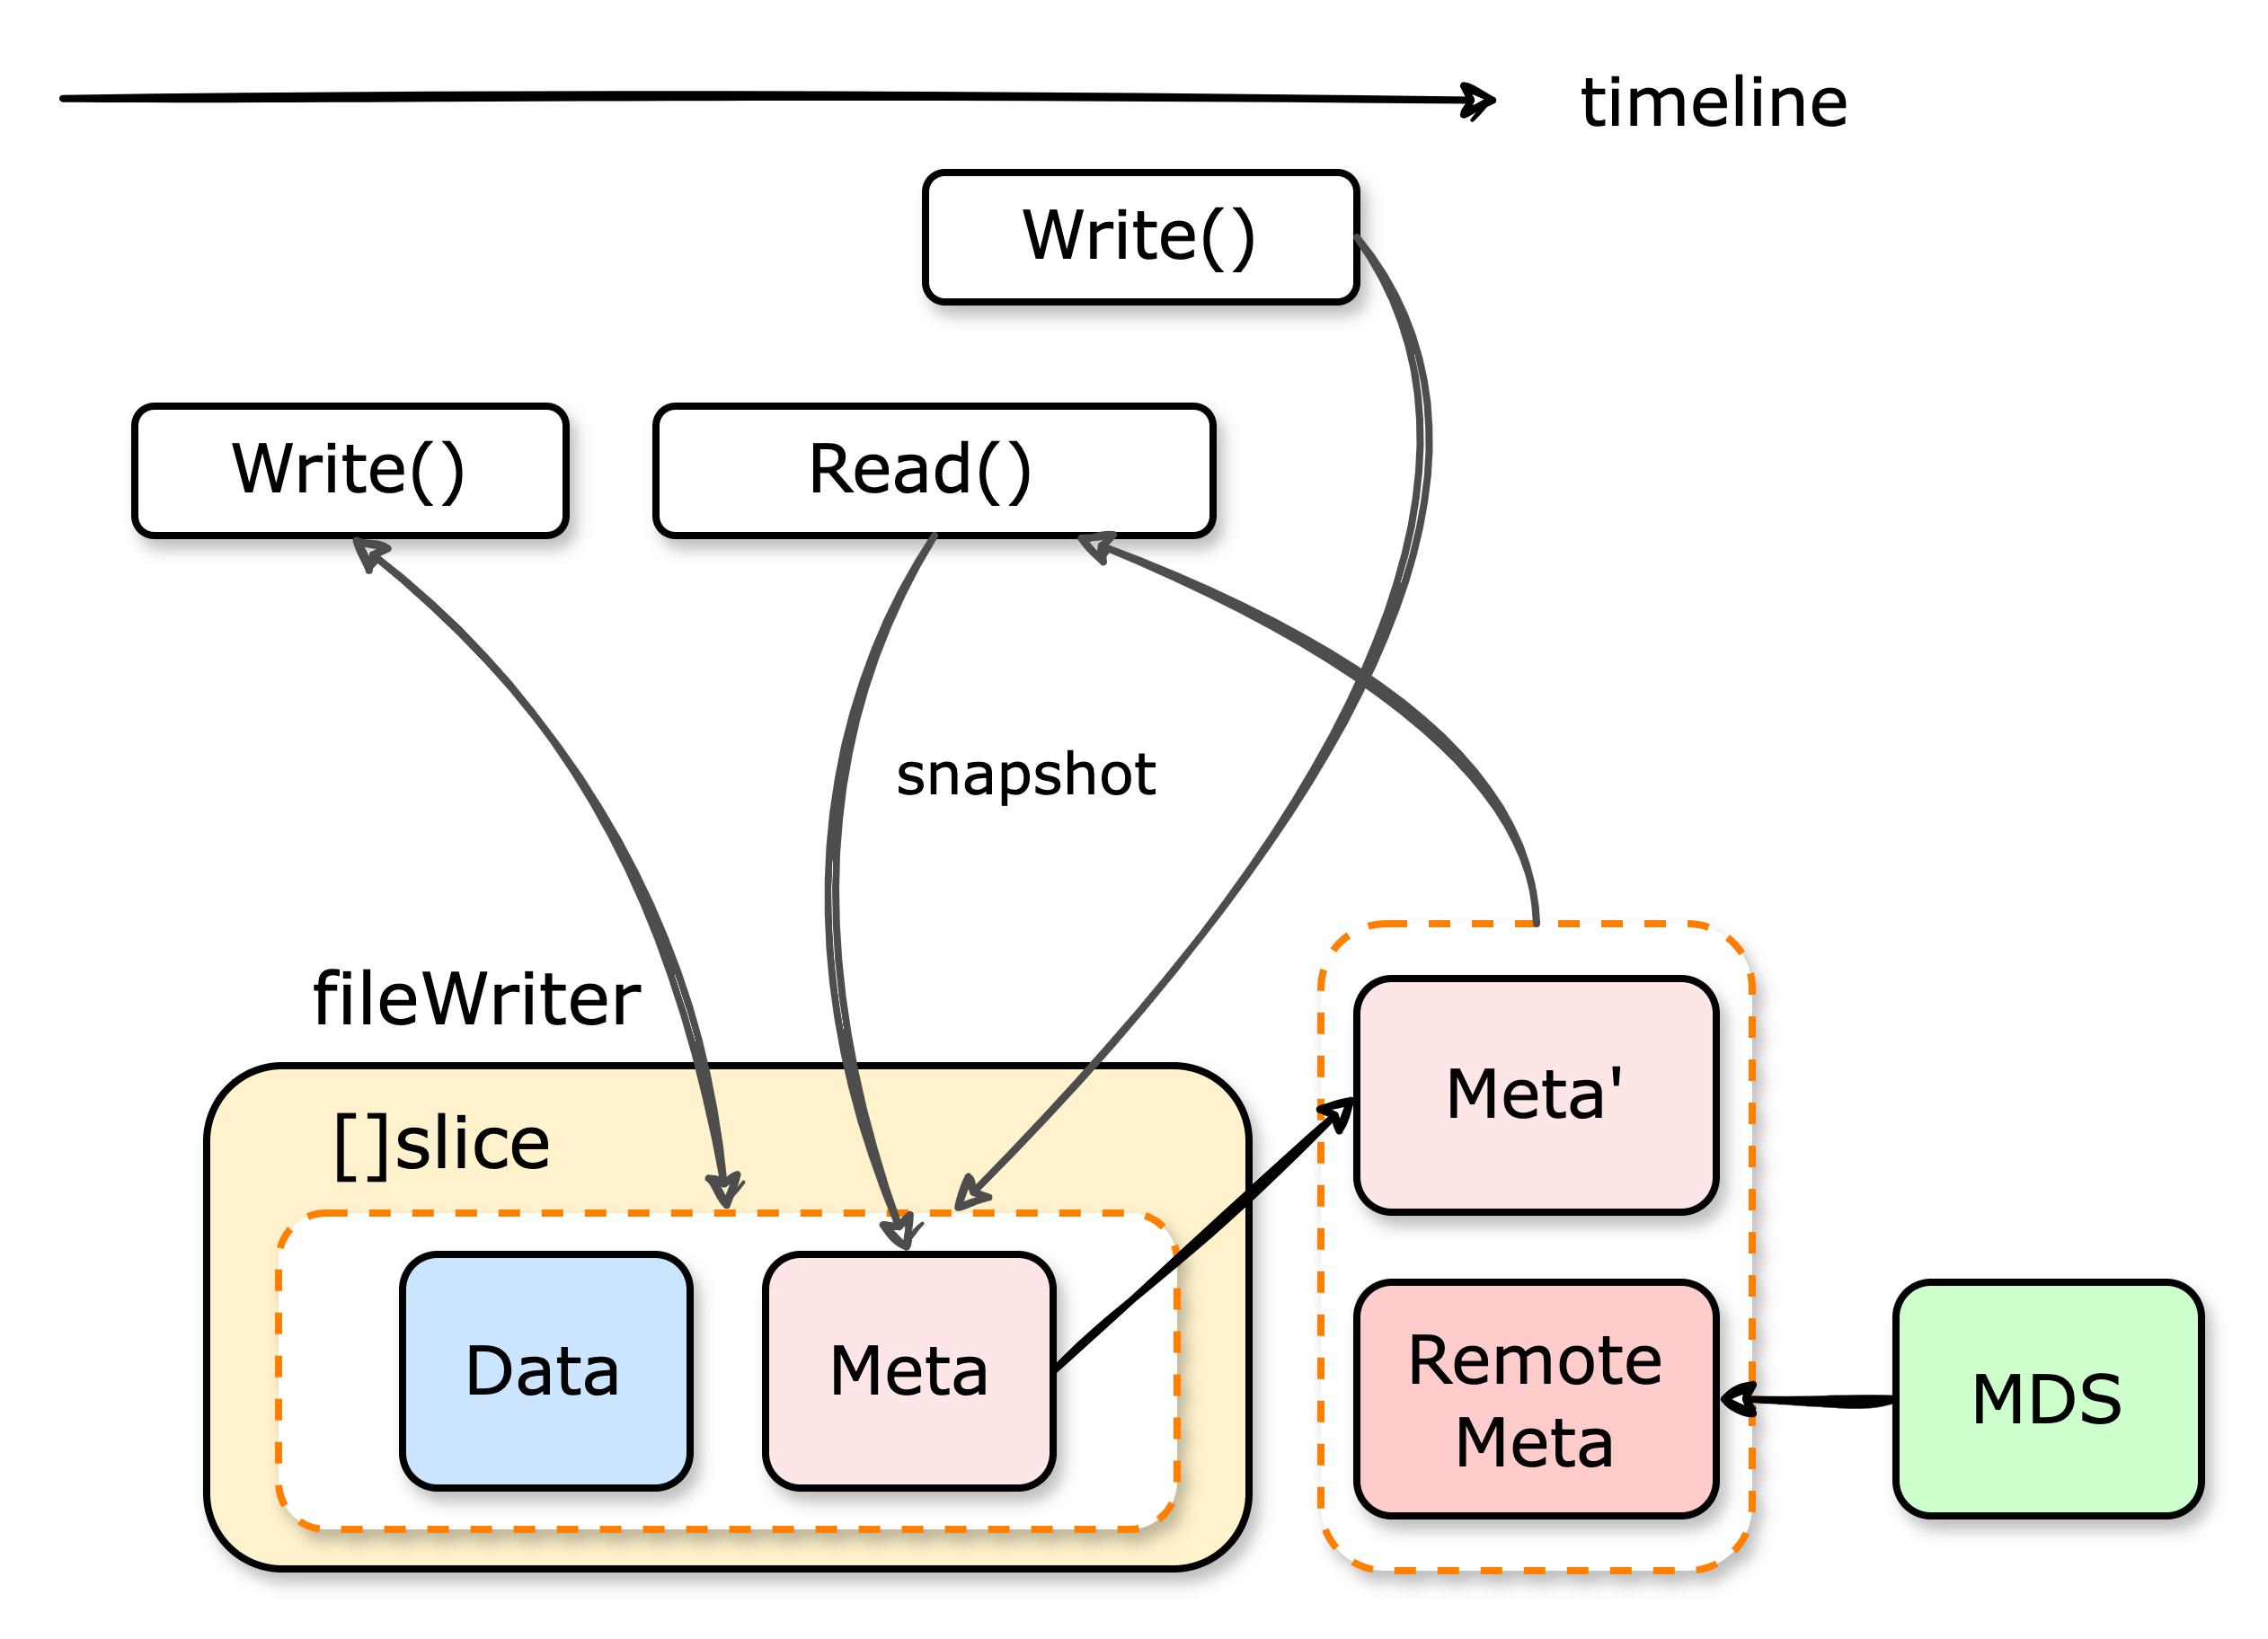 timeline
Write()
Write()
Read()
snapshot
fileWriter
[]slice
Meta'
Data
Meta
Remote
Meta
MDS